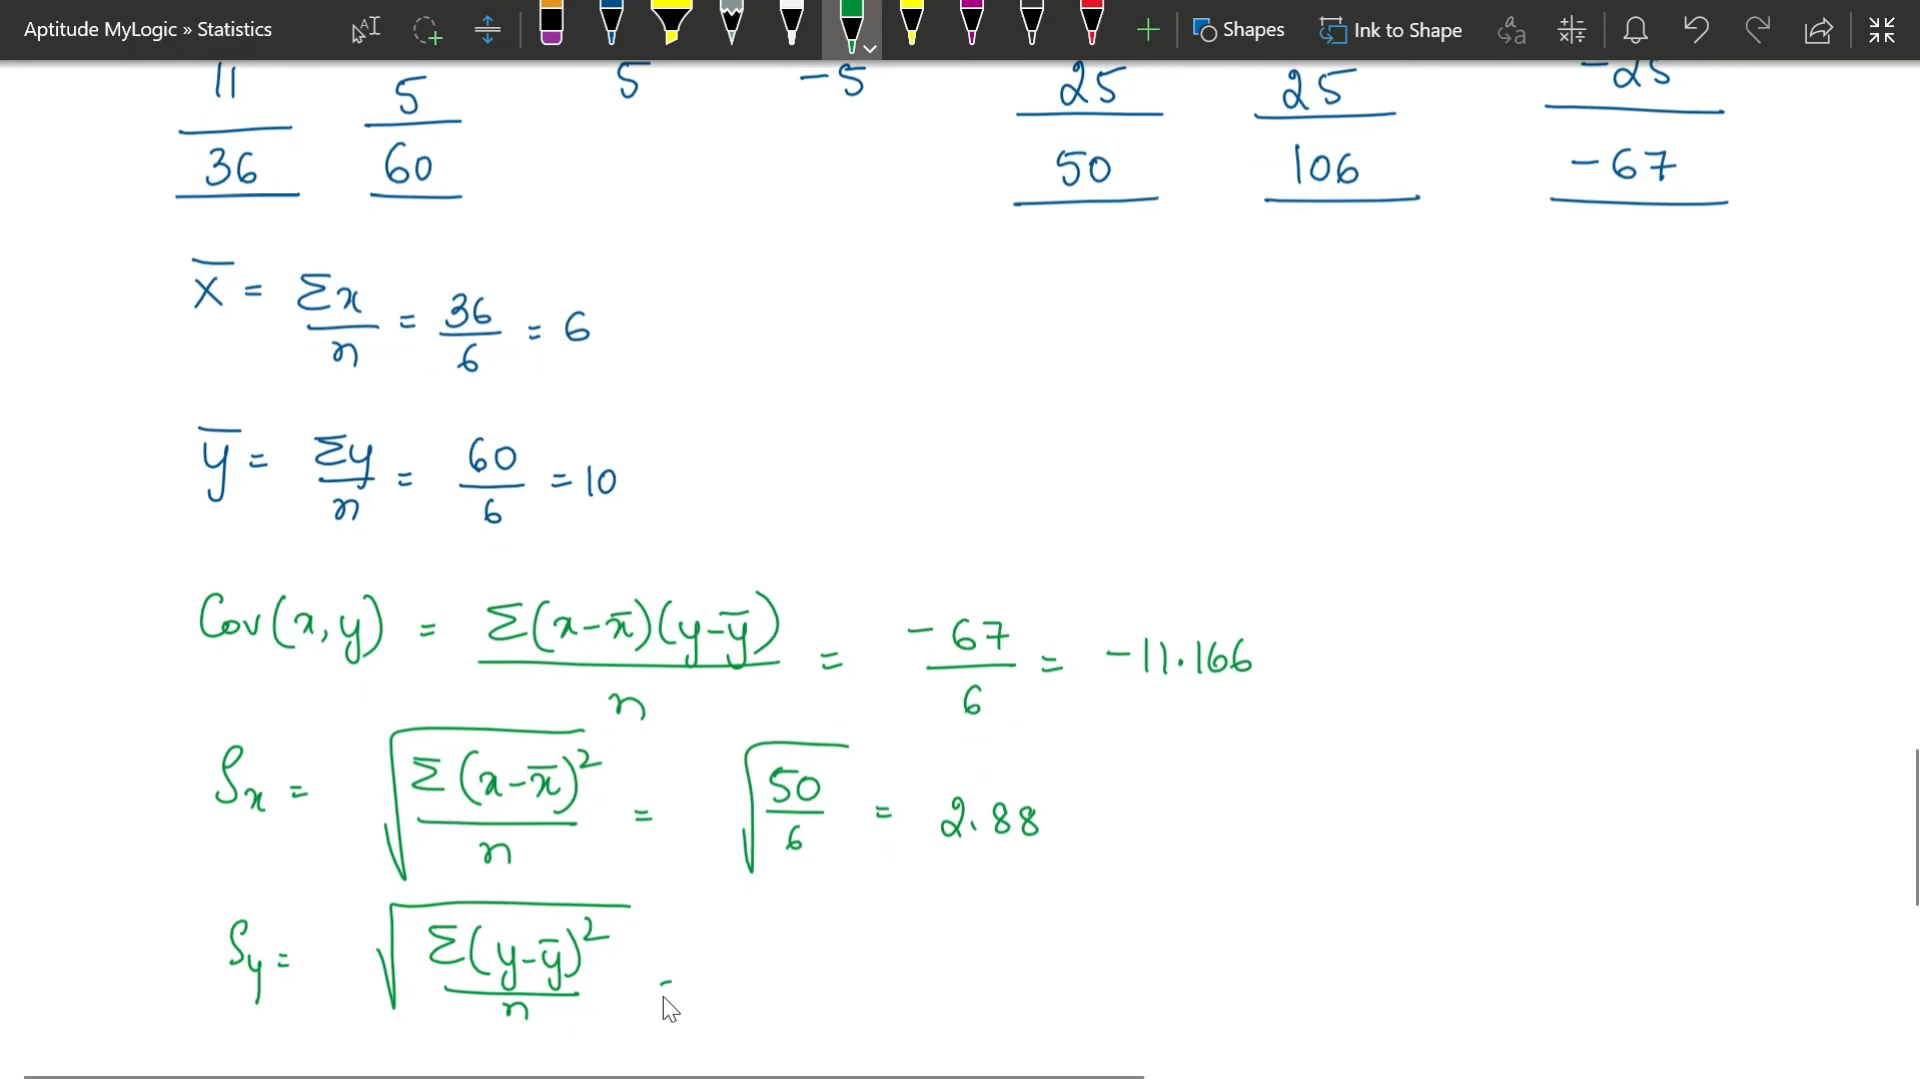 Aptitude MyLogic » Statistics Shapes Ink to Shape
11 5 5 -5 25 25 -25
36 60 50 106 -67
x̄ = Σx/n = 36/6 = 6
ȳ = Σy/n = 60/6 = 10
Cov(x,y) = Σ(x-x̄)(y-ȳ)/n = -67/6 = -11.166
Sx = √(Σ(x-x̄)²/n) = √(50/6) = 2.88
Sy = √(Σ(y-ȳ)²/n) -